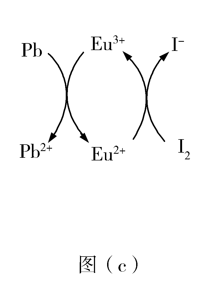 Pb Eu³⁺ I⁻
Pb²⁺ Eu²⁺ I₂
图（c）